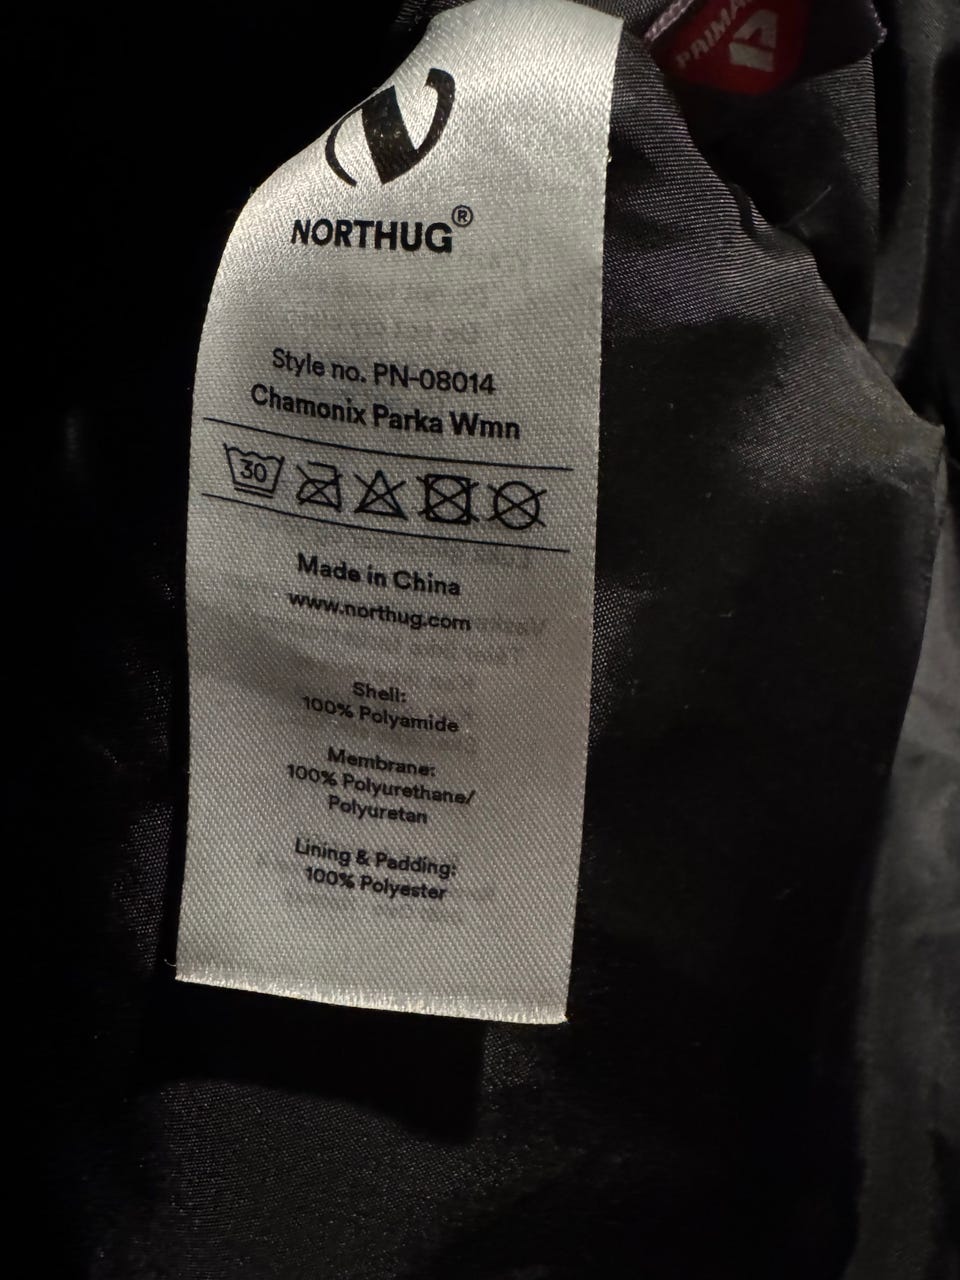 PRIMA
NORTHUG®
Style no. PN-08014
Chamonix Parka Wmn
30
Made in China
www.northug.com
Shell:
100% Polyamide
Membrane:
100% Polyurethane/
Polyuretan
Lining & Padding:
100% Polyester